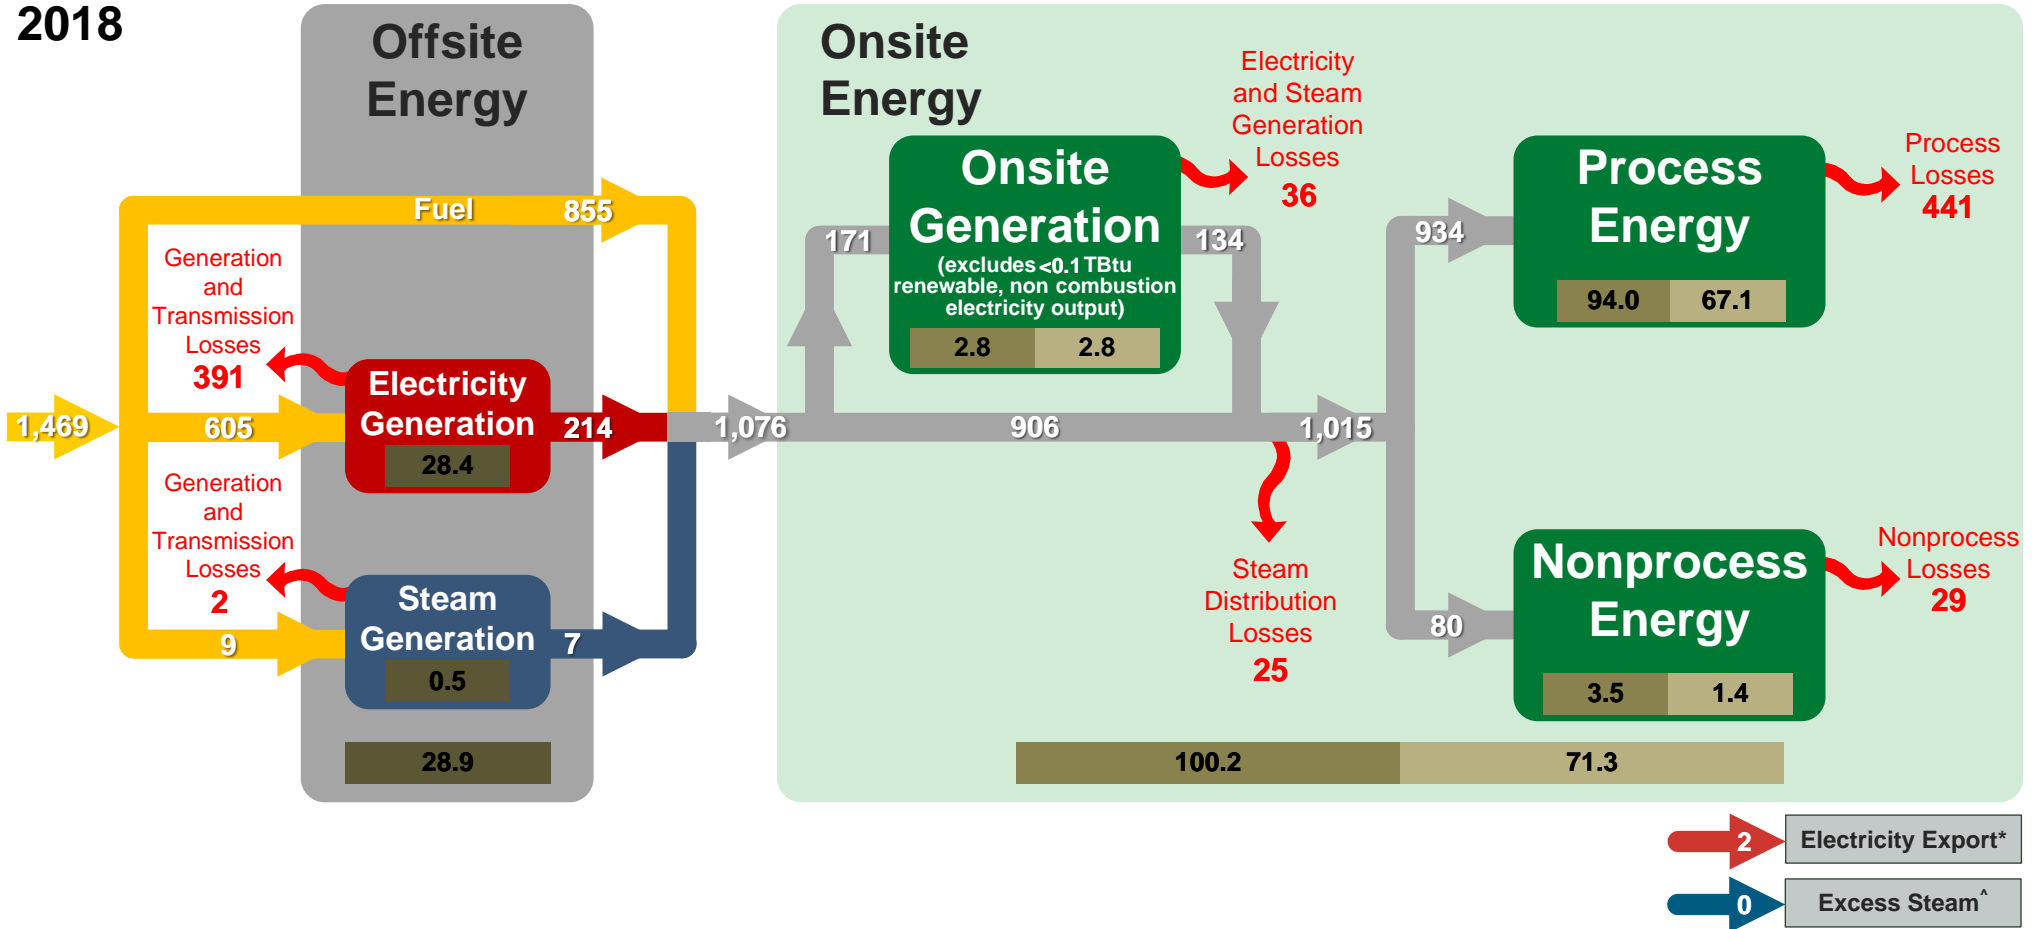 2018
Offsite
Energy
Onsite
Energy
Fuel
855
Generation
and
Transmission
Losses
391
1,469
605
Electricity
Generation
28.4
214
Generation
and
Transmission
Losses
2
9
Steam
Generation
0.5
7
28.9
1,076
171
Onsite
Generation
(excludes <0.1 TBtu
renewable, non combustion
electricity output)
2.8
2.8
134
Electricity
and Steam
Generation
Losses
36
906
1,015
Steam
Distribution
Losses
25
934
Process
Energy
94.0
67.1
Process
Losses
441
80
Nonprocess
Energy
3.5
1.4
Nonprocess
Losses
29
100.2
71.3
2
Electricity Export*
0
Excess Steam^